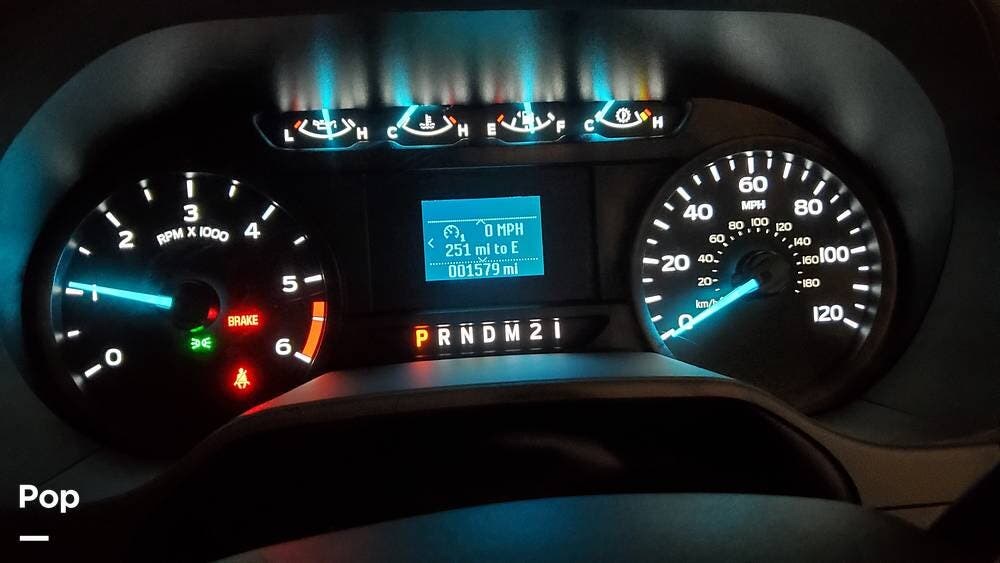 L H C H E F C H
0 1 2 3 4 5 6
RPM X 1000
BRAKE
0 MPH
251 mi to E
001579 mi
P R N D M 2 1
0 20 40 60 80 100 120
MPH
20 40 60 80 100 120 140 160 180
km/h
Pop